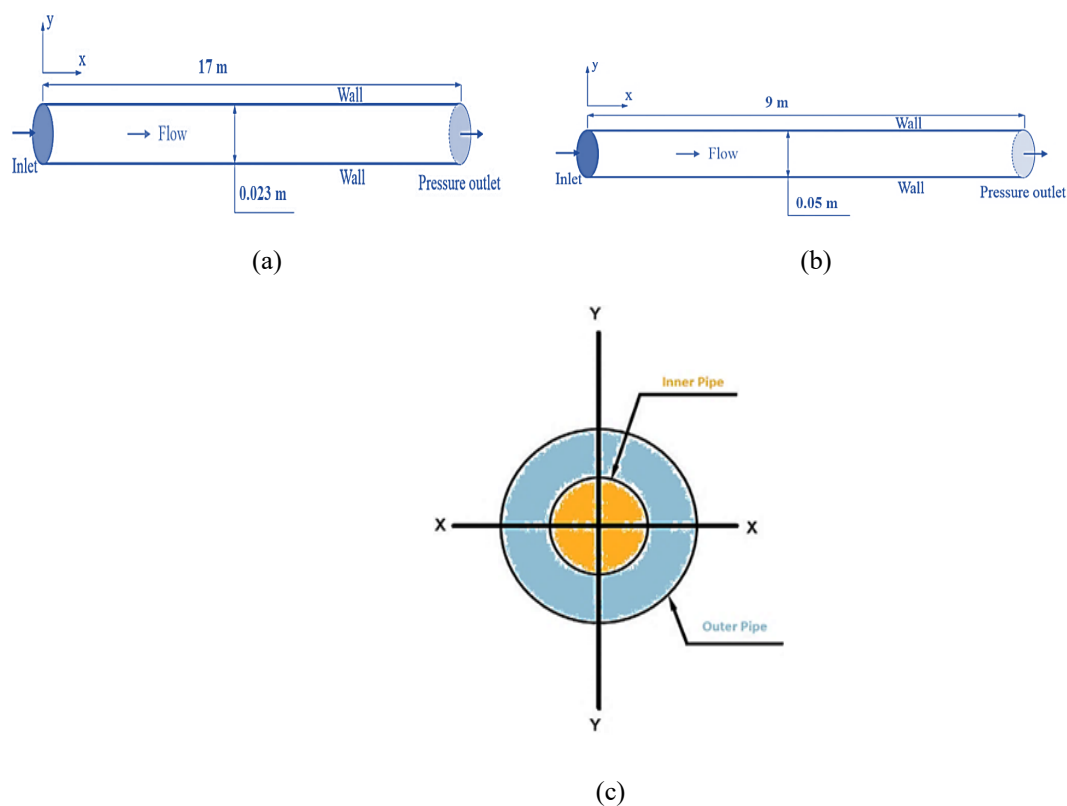 y
x
17 m
Wall
Flow
Inlet
Wall
Pressure outlet
0.023 m
(a)
y
x
9 m
Wall
Flow
Inlet
Wall
Pressure outlet
0.05 m
(b)
Y
Inner Pipe
X
X
Outer Pipe
Y
(c)